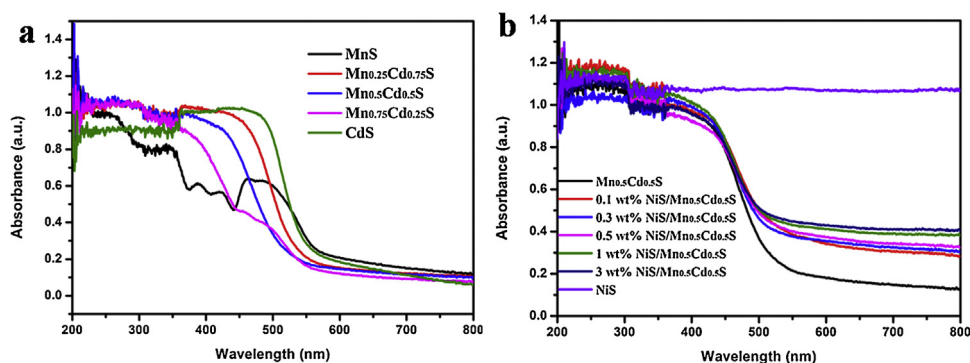 a
MnS
Mn0.25Cd0.75S
Mn0.5Cd0.5S
Mn0.75Cd0.25S
CdS
Absorbance (a.u.)
1.4
1.2
1.0
0.8
0.6
0.4
0.2
0.0
200 300 400 500 600 700 800
Wavelength (nm)
b
Mn0.5Cd0.5S
0.1 wt% NiS/Mn0.5Cd0.5S
0.3 wt% NiS/Mn0.5Cd0.5S
0.5 wt% NiS/Mn0.5Cd0.5S
1 wt% NiS/Mn0.5Cd0.5S
3 wt% NiS/Mn0.5Cd0.5S
NiS
Absorbance (a.u.)
1.4
1.2
1.0
0.8
0.6
0.4
0.2
0.0
200 300 400 500 600 700 800
Wavelength (nm)